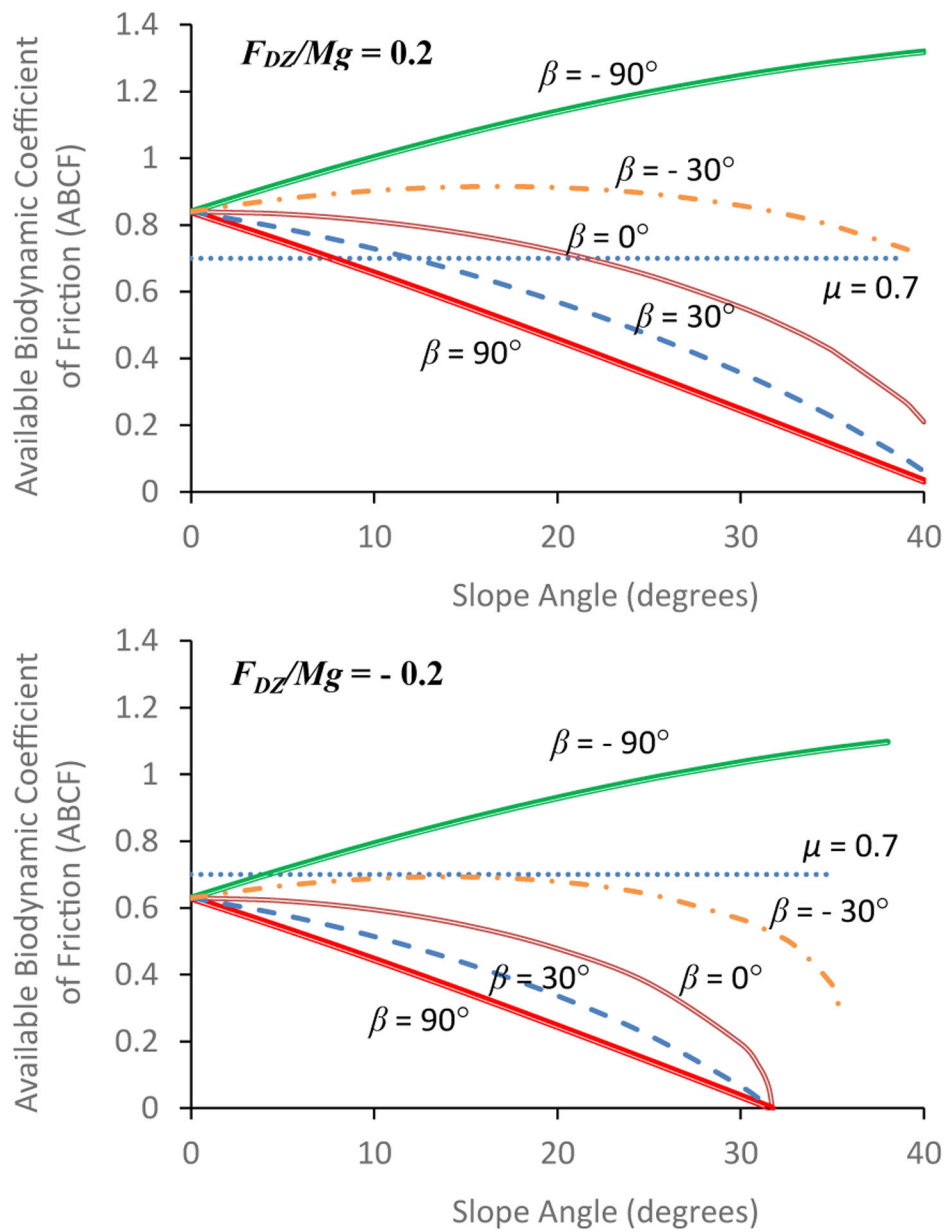 Available Biodynamic Coefficient
of Friction (ABCF)
1.4
1.2
1
0.8
0.6
0.4
0.2
0
F_DZ/Mg = 0.2
β = - 90°
β = - 30°
β = 0°
μ = 0.7
β = 30°
β = 90°
0 10 20 30 40
Slope Angle (degrees)
Available Biodynamic Coefficient
of Friction (ABCF)
1.4
1.2
1
0.8
0.6
0.4
0.2
0
F_DZ/Mg = - 0.2
β = - 90°
μ = 0.7
β = - 30°
β = 30°
β = 0°
β = 90°
0 10 20 30 40
Slope Angle (degrees)